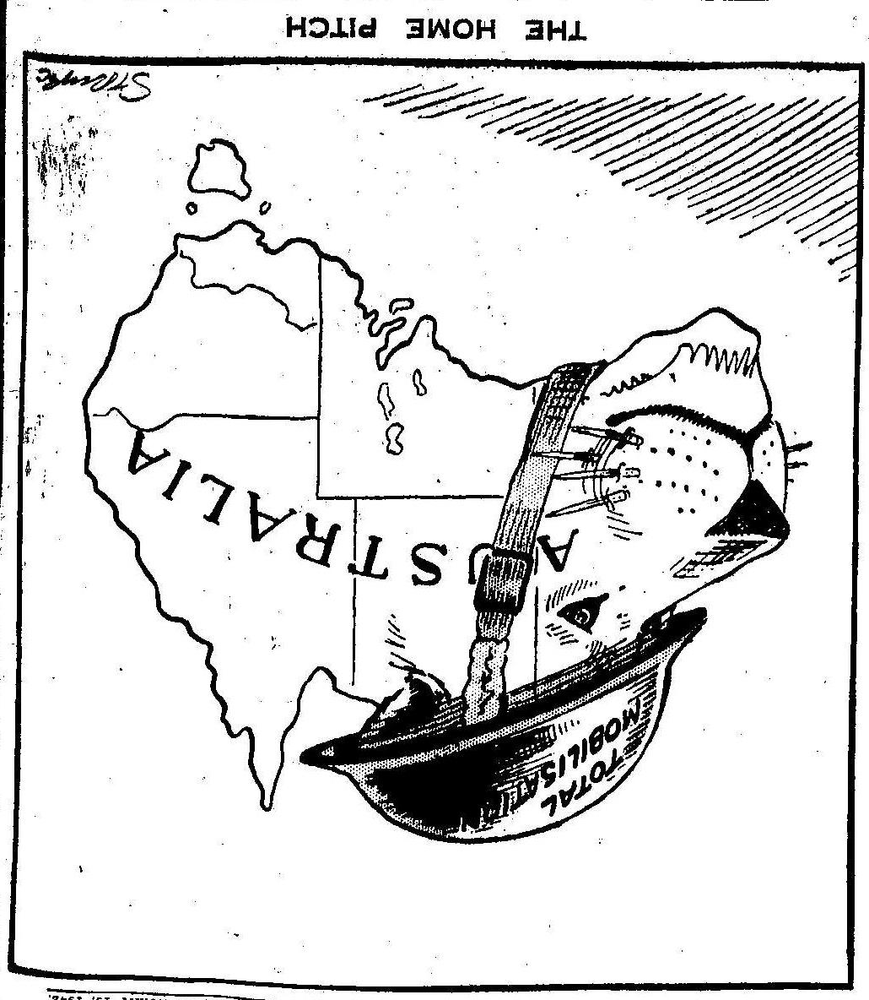 TOTAL
MOBILISATION
AUSTRALIA
THE HOME PITCH